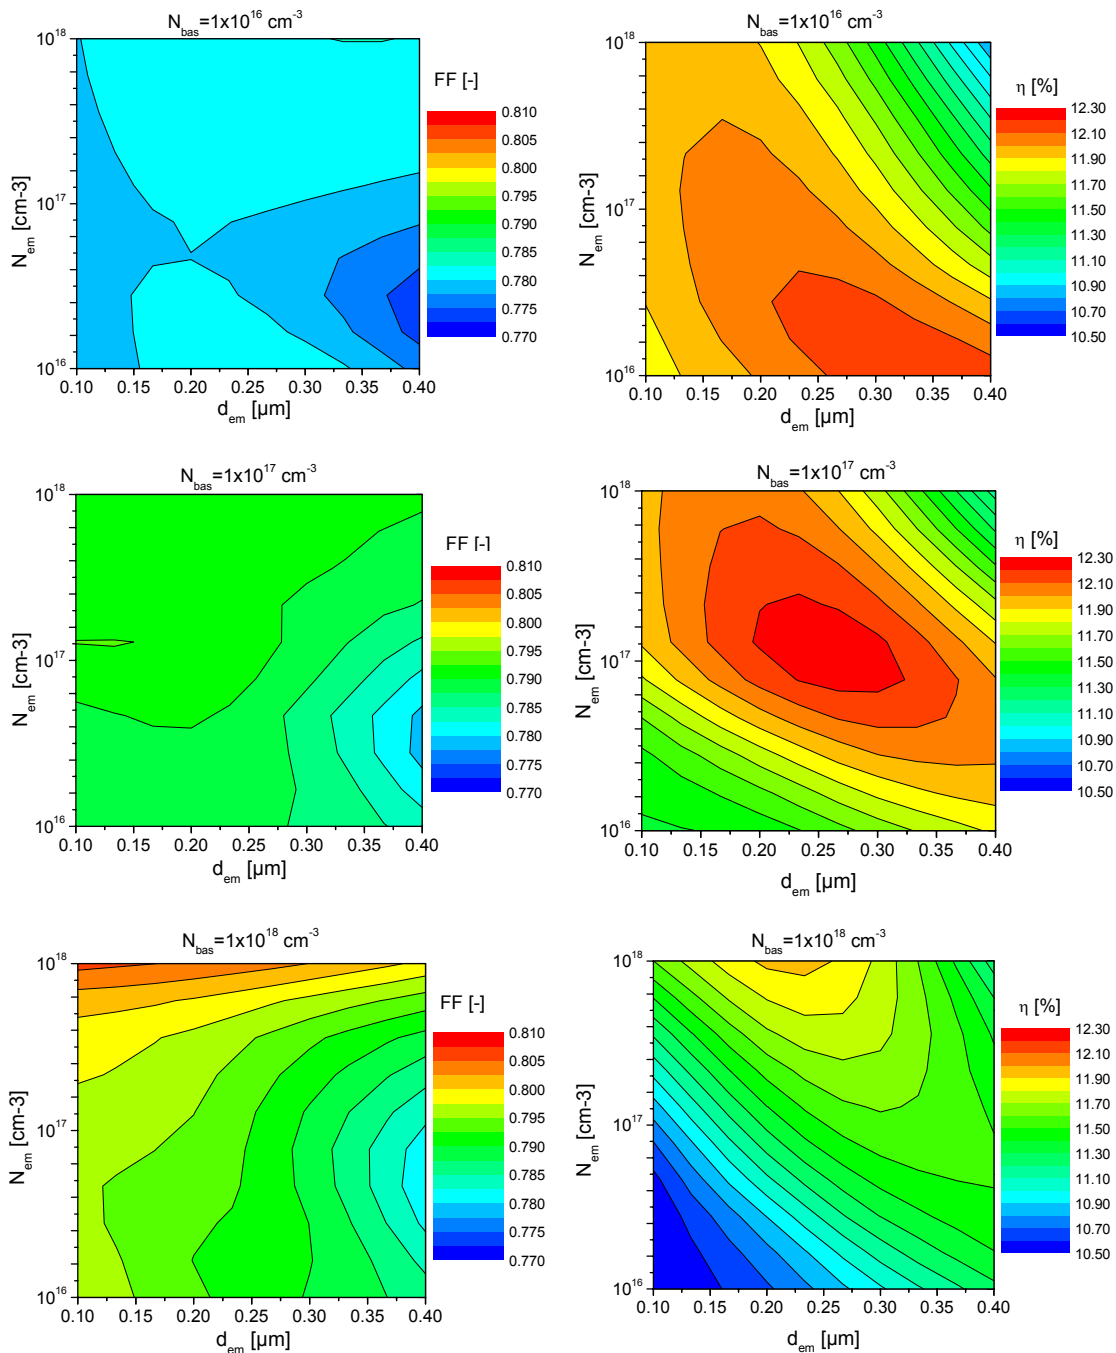 N_bas=1x10^16 cm^-3
FF [-]
0.810
0.805
0.800
0.795
0.790
0.785
0.780
0.775
0.770
N_em [cm-3]
10^18
10^17
10^16
0.10 0.15 0.20 0.25 0.30 0.35 0.40
d_em [µm]
N_bas=1x10^16 cm^-3
η [%]
12.30
12.10
11.90
11.70
11.50
11.30
11.10
10.90
10.70
10.50
N_em [cm-3]
10^18
10^17
10^16
0.10 0.15 0.20 0.25 0.30 0.35 0.40
d_em [µm]
N_bas=1x10^17 cm^-3
FF [-]
0.810
0.805
0.800
0.795
0.790
0.785
0.780
0.775
0.770
N_em [cm-3]
10^18
10^17
10^16
0.10 0.15 0.20 0.25 0.30 0.35 0.40
d_em [µm]
N_bas=1x10^17 cm^-3
η [%]
12.30
12.10
11.90
11.70
11.50
11.30
11.10
10.90
10.70
10.50
N_em [cm-3]
10^18
10^17
10^16
0.10 0.15 0.20 0.25 0.30 0.35 0.40
d_em [µm]
N_bas=1x10^18 cm^-3
FF [-]
0.810
0.805
0.800
0.795
0.790
0.785
0.780
0.775
0.770
N_em [cm-3]
10^18
10^17
10^16
0.10 0.15 0.20 0.25 0.30 0.35 0.40
d_em [µm]
N_bas=1x10^18 cm^-3
η [%]
12.30
12.10
11.90
11.70
11.50
11.30
11.10
10.90
10.70
10.50
N_em [cm-3]
10^18
10^17
10^16
0.10 0.15 0.20 0.25 0.30 0.35 0.40
d_em [µm]